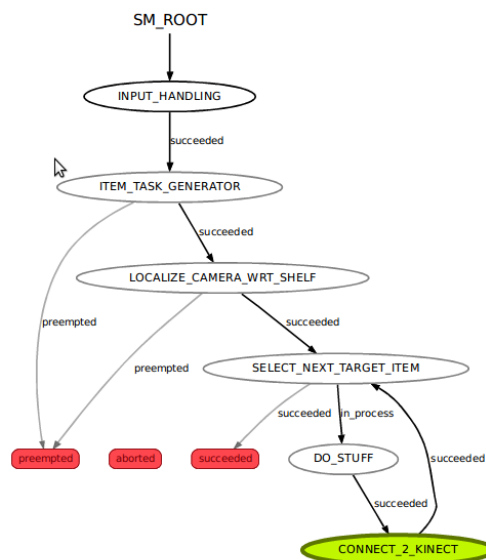 SM_ROOT
INPUT_HANDLING
succeeded
ITEM_TASK_GENERATOR
succeeded
LOCALIZE_CAMERA_WRT_SHELF
preempted
succeeded
preempted
SELECT_NEXT_TARGET_ITEM
succeeded
in_process
preempted
aborted
succeeded
DO_STUFF
succeeded
succeeded
CONNECT_2_KINECT